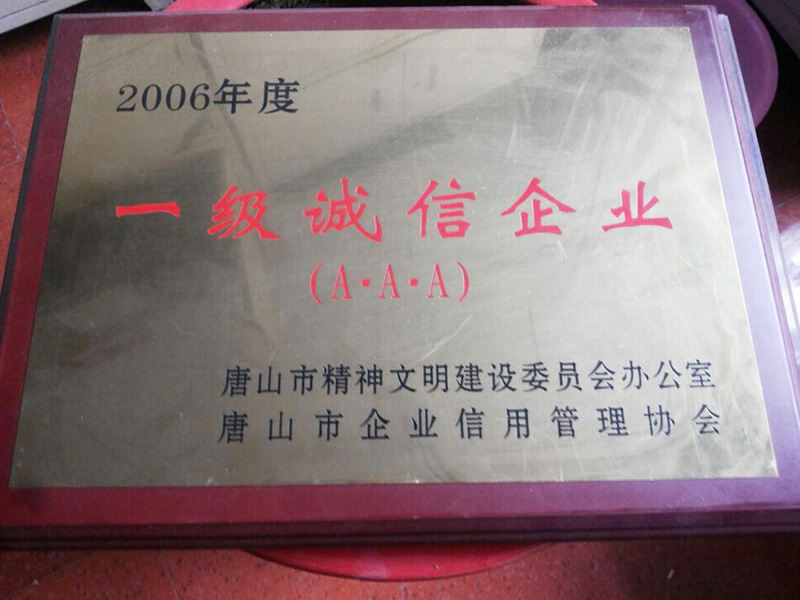 2006年度
一级诚信企业
(A·A·A)
唐山市精神文明建设委员会办公室
唐山市企业信用管理协会